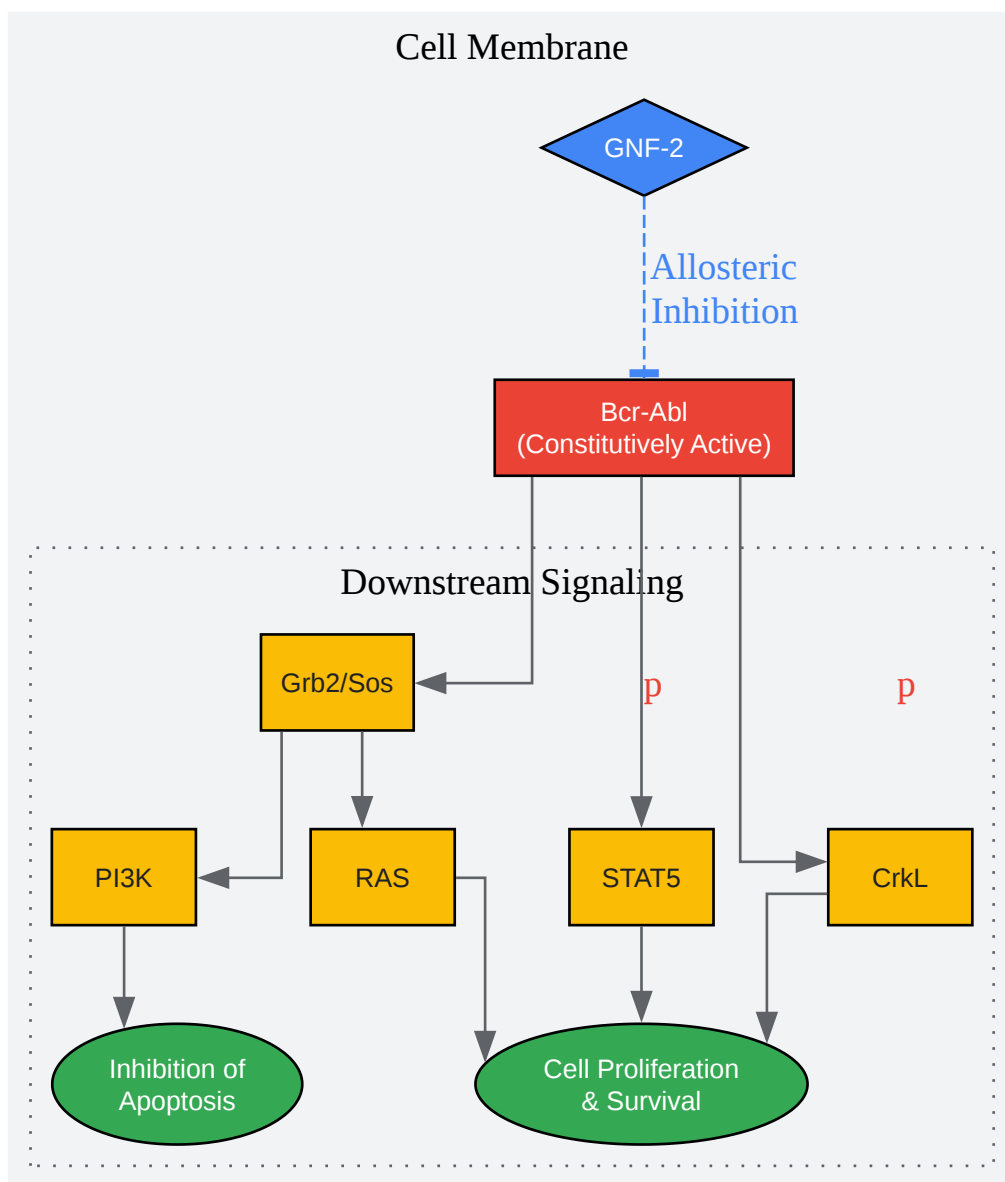 Cell Membrane
GNF-2
Allosteric
Inhibition
Bcr-Abl
(Constitutively Active)
Downstream Signaling
Grb2/Sos
p
p
PI3K
RAS
STAT5
CrkL
Inhibition of
Apoptosis
Cell Proliferation
& Survival